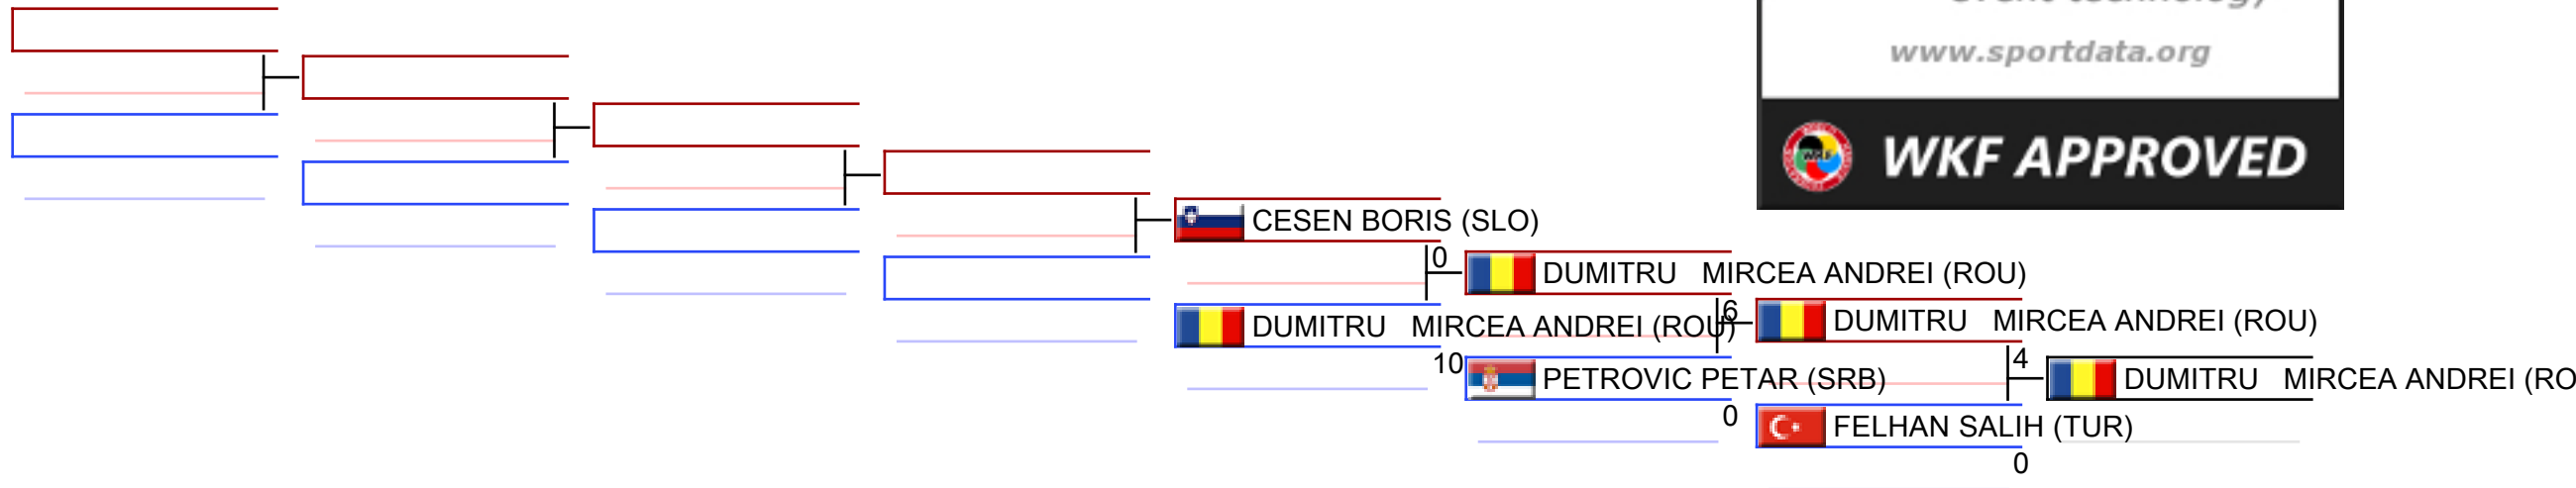 technology
www.sportdata.org
WKF APPROVED
CESEN BORIS (SLO)
0
DUMITRU MIRCEA ANDREI (ROU)
DUMITRU MIRCEA ANDREI (ROU)
6
DUMITRU MIRCEA ANDREI (ROU)
10
PETROVIC PETAR (SRB)
4
DUMITRU MIRCEA ANDREI (RO
0
FELHAN SALIH (TUR)
0